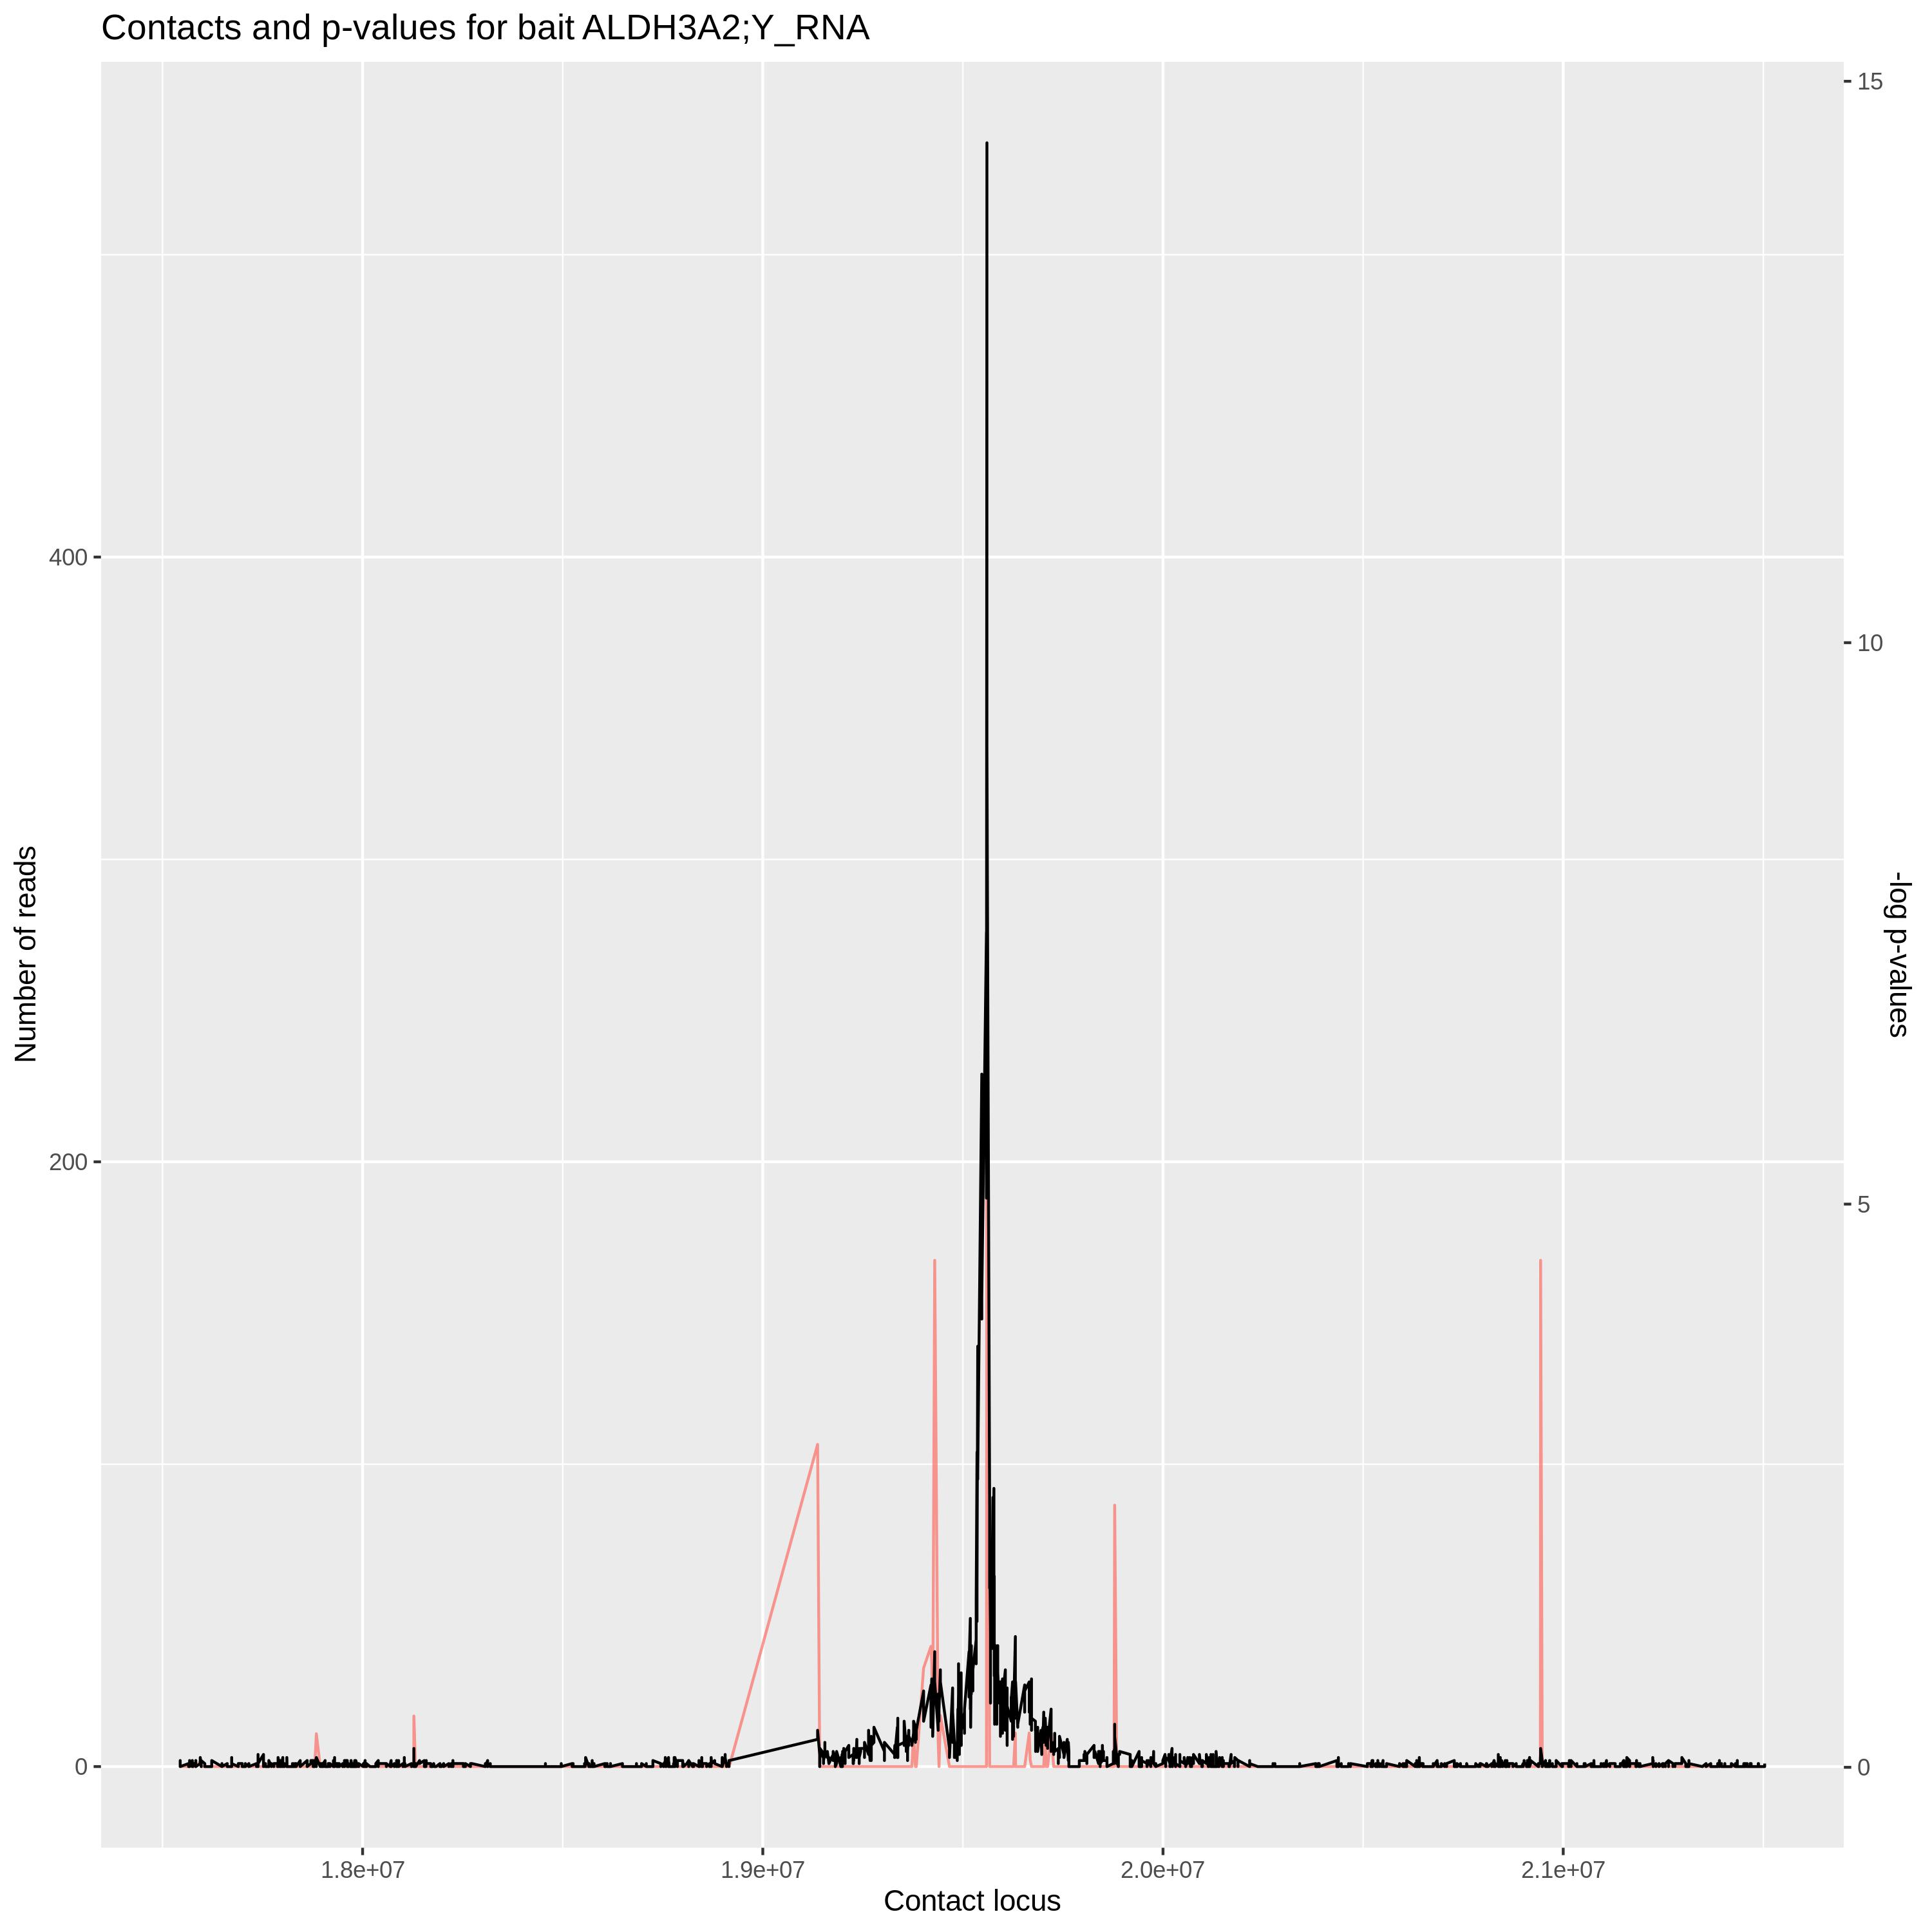 Contacts and p-values for bait ALDH3A2;Y_RNA
15
400
10
Number of reads
-log p-values
200
5
0
0
1.8e+07
1.9e+07
2.0e+07
2.1e+07
Contact locus